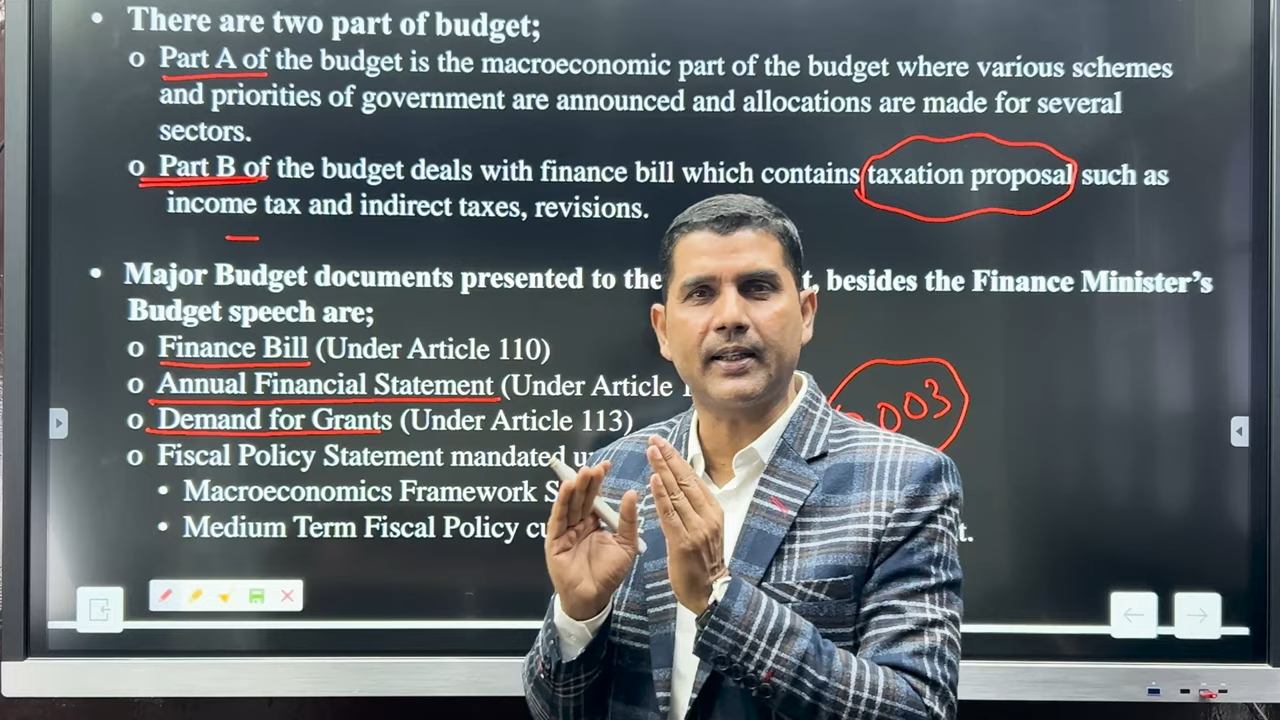 • There are two part of budget;
o Part A of the budget is the macroeconomic part of the budget where various schemes
and priorities of government are announced and allocations are made for several
sectors.
o Part B of the budget deals with finance bill which contains taxation proposal such as
income tax and indirect taxes, revisions.
• Major Budget documents presented to the t, besides the Finance Minister's
Budget speech are;
o Finance Bill (Under Article 110)
o Annual Financial Statement (Under Article
o Demand for Grants (Under Article 113)
003
o Fiscal Policy Statement mandated
• Macroeconomics Framework S
• Medium Term Fiscal Policy cu t.